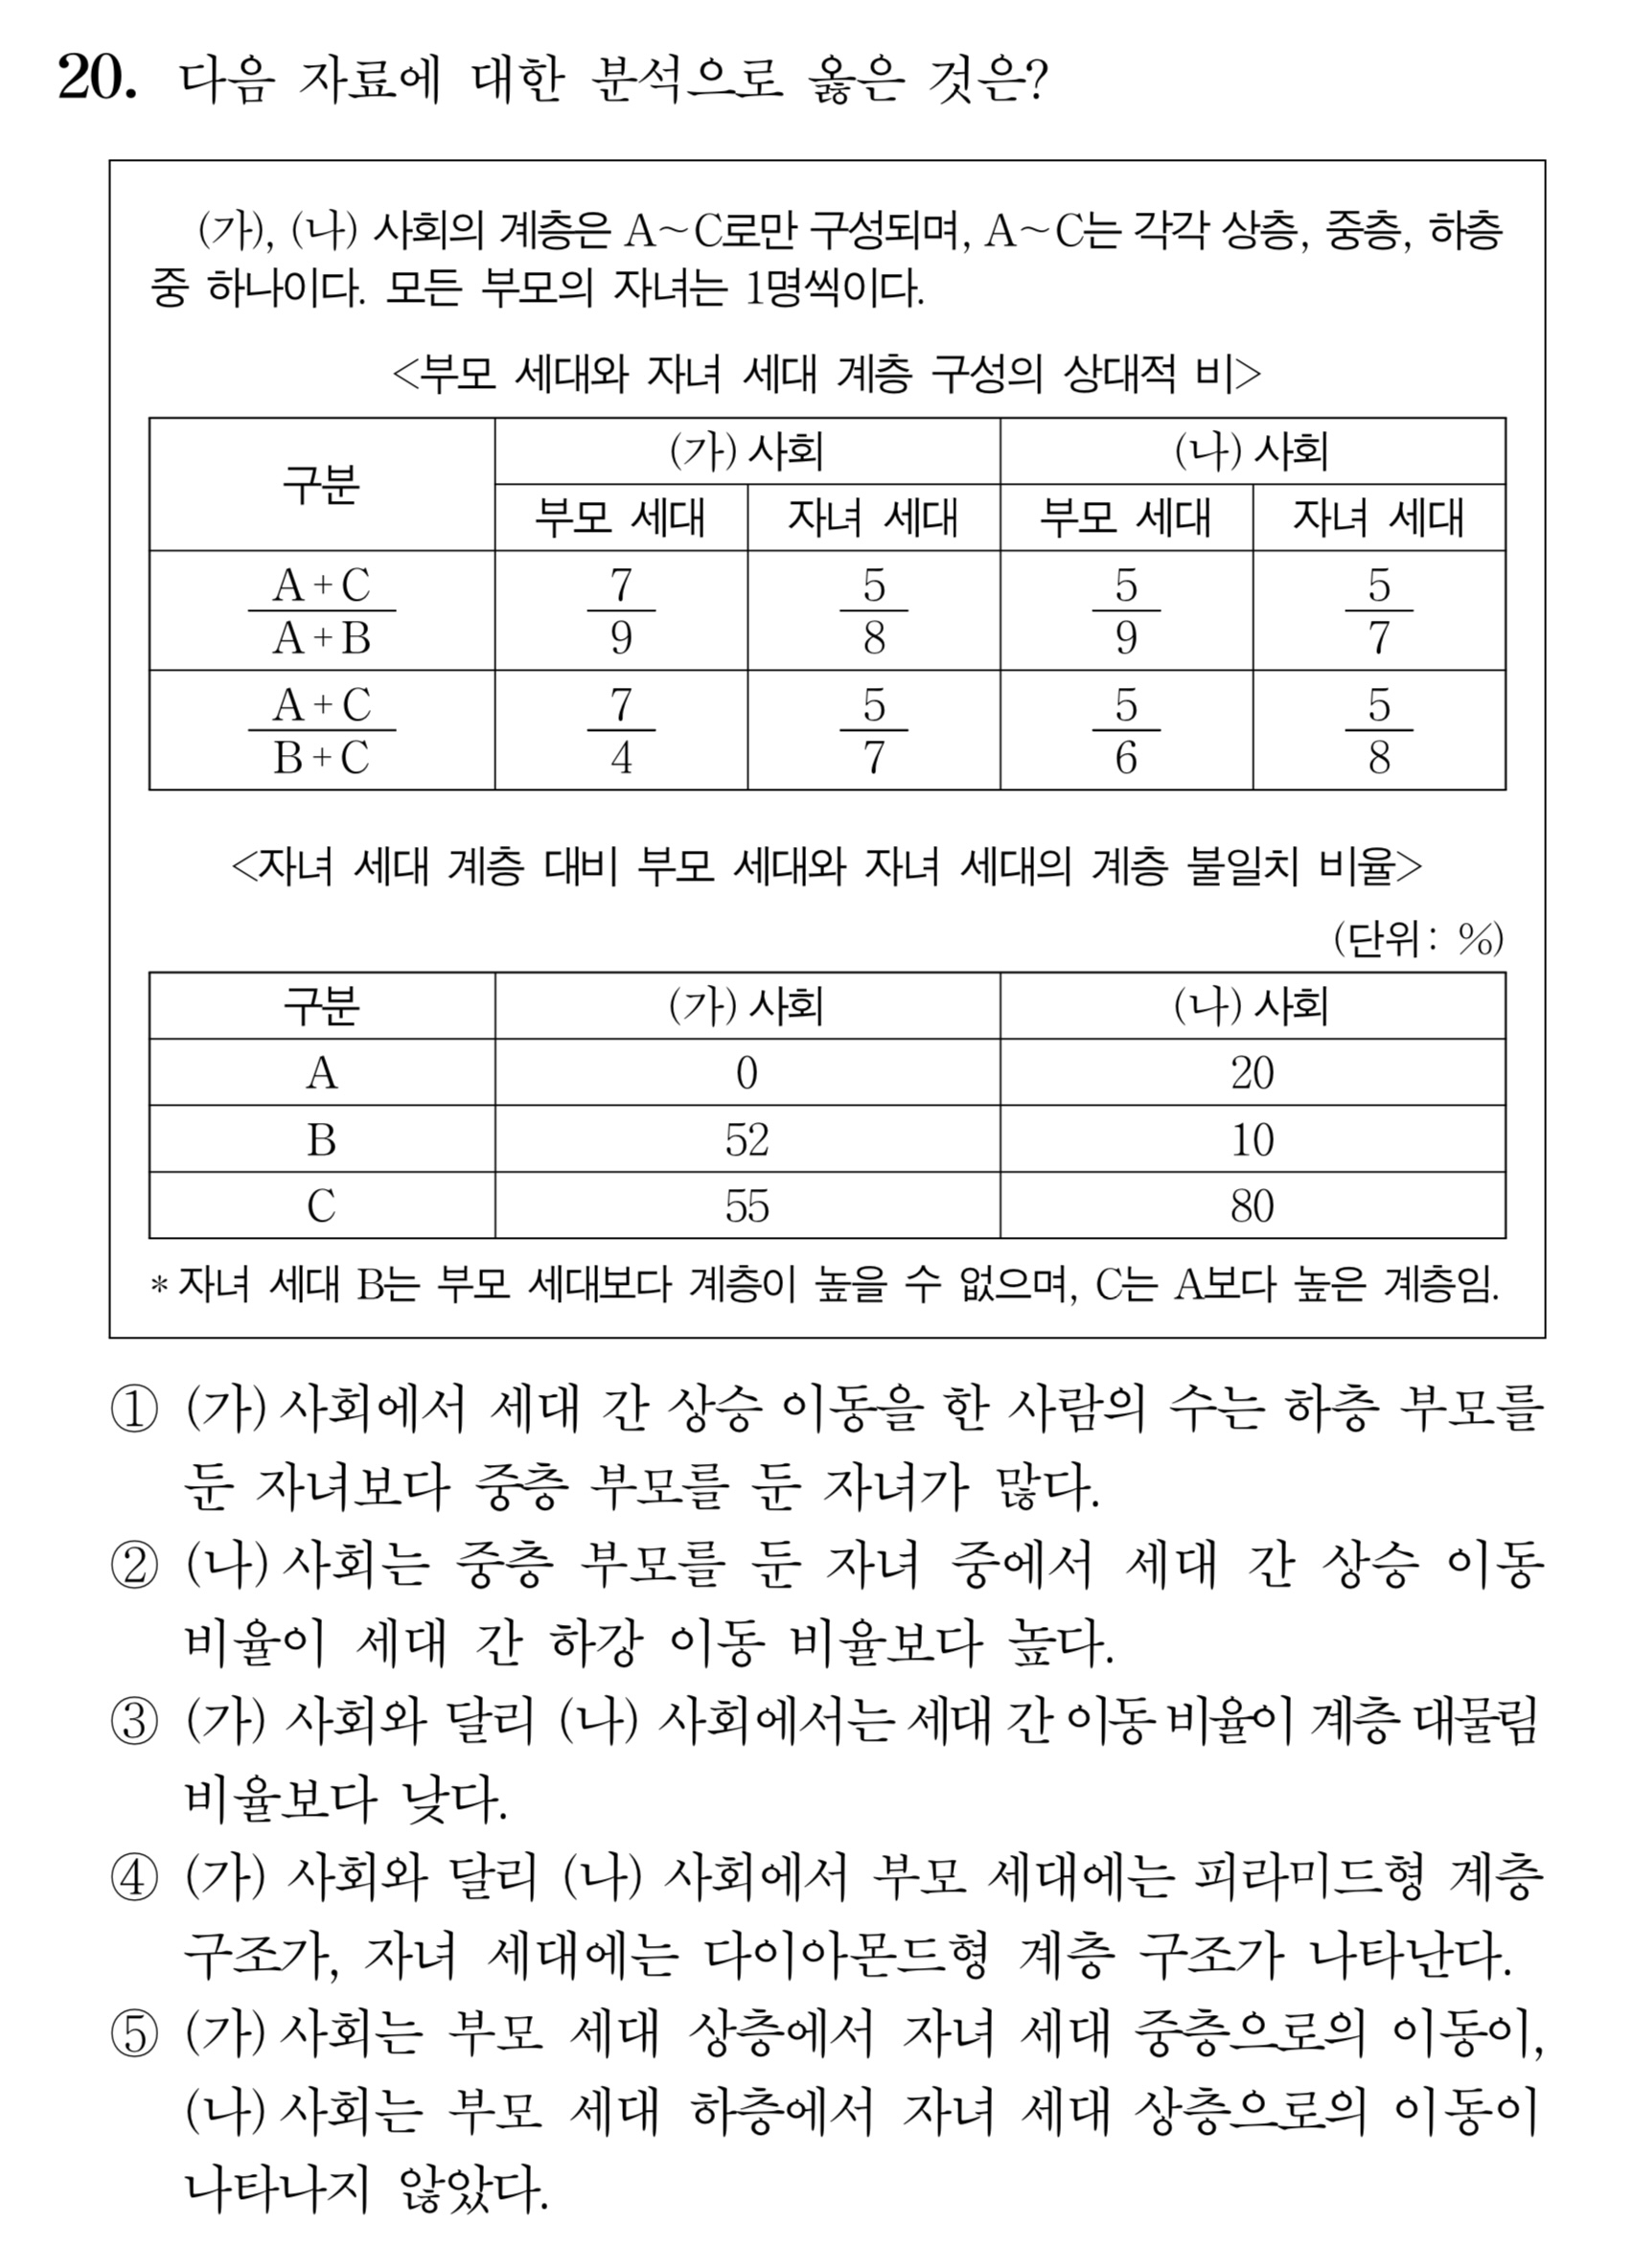 20. 다음 자료에 대한 분석으로 옳은 것은?
(가), (나) 사회의 계층은 A~C로만 구성되며, A~C는 각각 상층, 중층, 하층
중 하나이다. 모든 부모의 자녀는 1명씩이다.
<부모 세대와 자녀 세대 계층 구성의 상대적 비>
구분 (가) 사회 (나) 사회
부모 세대 자녀 세대 부모 세대 자녀 세대
A+C/A+B 7/9 5/8 5/9 5/7
A+C/B+C 7/4 5/7 5/6 5/8
<자녀 세대 계층 대비 부모 세대와 자녀 세대의 계층 불일치 비율>
(단위: %)
구분 (가) 사회 (나) 사회
A 0 20
B 52 10
C 55 80
* 자녀 세대 B는 부모 세대보다 계층이 높을 수 없으며, C는 A보다 높은 계층임.
① (가) 사회에서 세대 간 상승 이동을 한 사람의 수는 하층 부모를
둔 자녀보다 중층 부모를 둔 자녀가 많다.
② (나) 사회는 중층 부모를 둔 자녀 중에서 세대 간 상승 이동
비율이 세대 간 하강 이동 비율보다 높다.
③ (가) 사회와 달리 (나) 사회에서는 세대 간 이동 비율이 계층 대물림
비율보다 낮다.
④ (가) 사회와 달리 (나) 사회에서 부모 세대에는 피라미드형 계층
구조가, 자녀 세대에는 다이아몬드형 계층 구조가 나타난다.
⑤ (가) 사회는 부모 세대 상층에서 자녀 세대 중층으로의 이동이,
(나) 사회는 부모 세대 하층에서 자녀 세대 상층으로의 이동이
나타나지 않았다.